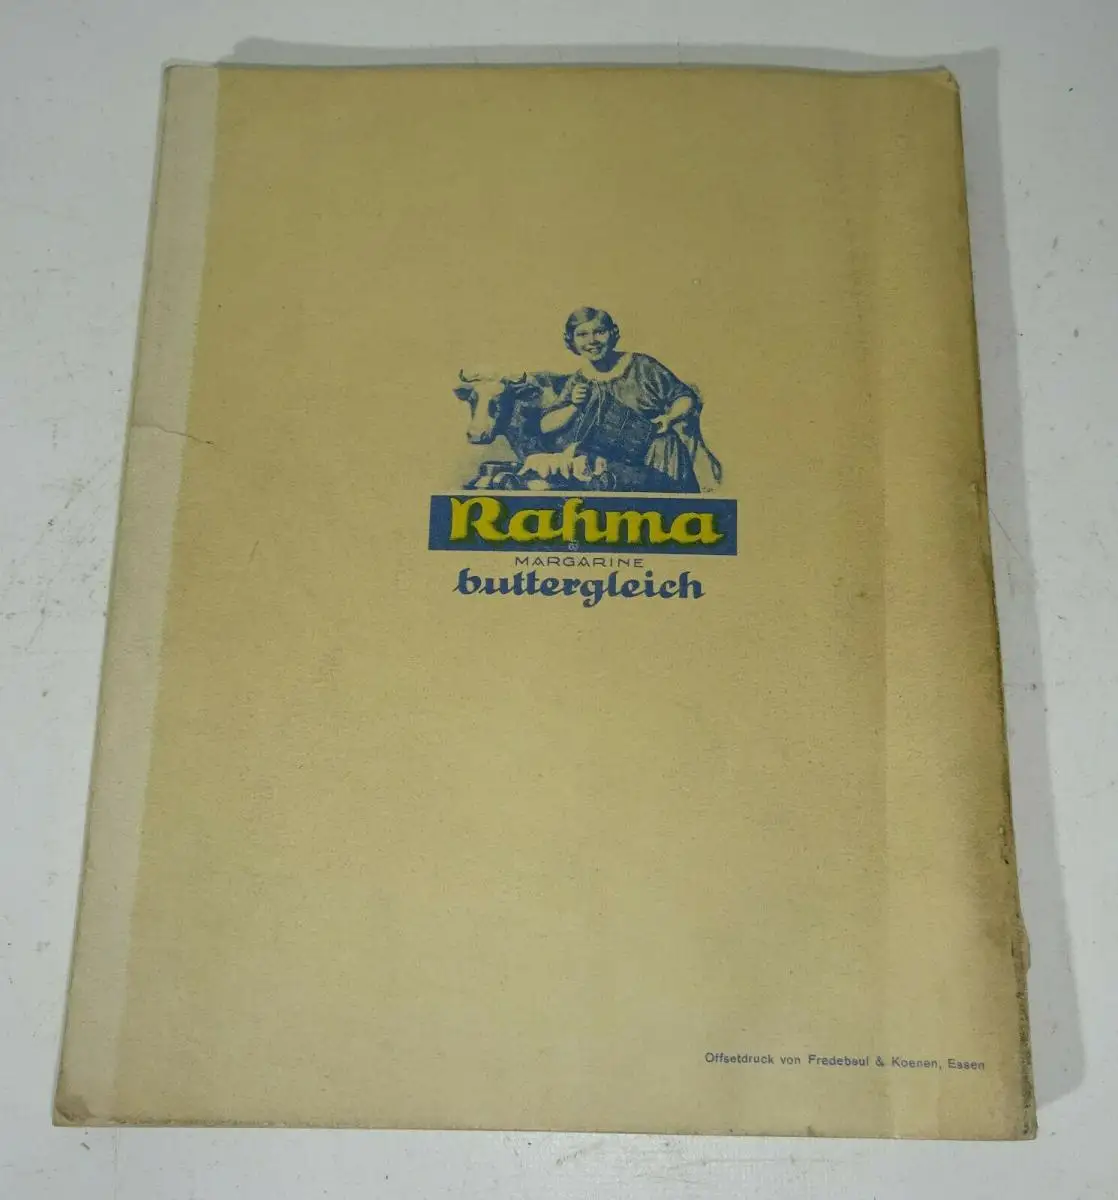 Rahma
MARGARINE
buttergleich
Offsetdruck von Fredebeul & Koenen, Essen